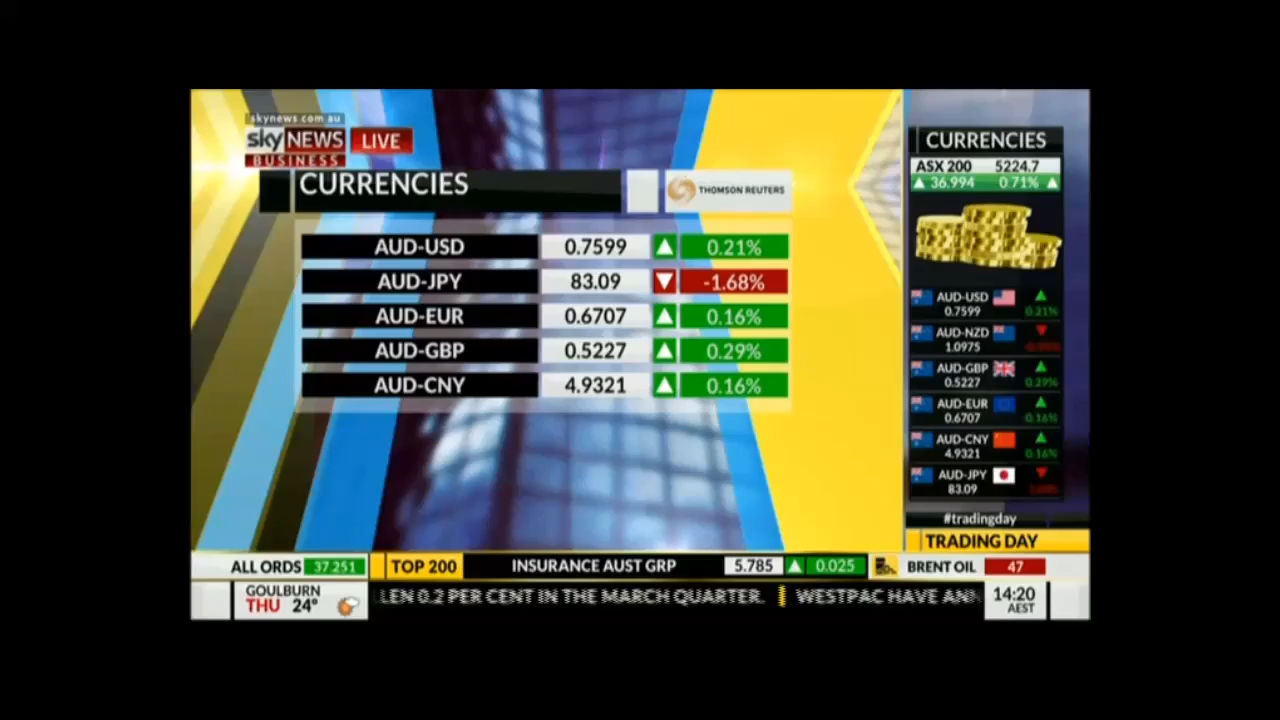 skynews.com.au
sky NEWS LIVE
BUSINESS
CURRENCIES
THOMSON REUTERS
AUD-USD 0.7599 0.21%
AUD-JPY 83.09 -1.68%
AUD-EUR 0.6707 0.16%
AUD-GBP 0.5227 0.29%
AUD-CNY 4.9321 0.16%
CURRENCIES
ASX 200 5224.7
36.994 0.71%
AUD-USD
0.7599 0.21%
AUD-NZD
1.0975
AUD-GBP
0.5227 0.29%
AUD-EUR
0.6707 0.16%
AUD-CNY
4.9321 0.16%
AUD-JPY
83.09
#tradingday
TRADING DAY
ALL ORDS 37.251 TOP 200 INSURANCE AUST GRP 5.785 0.025 BRENT OIL 47
GOULBURN
THU 24°
LLEN 0.2 PER CENT IN THE MARCH QUARTER. WESTPAC HAVE AN
14:20
AEST